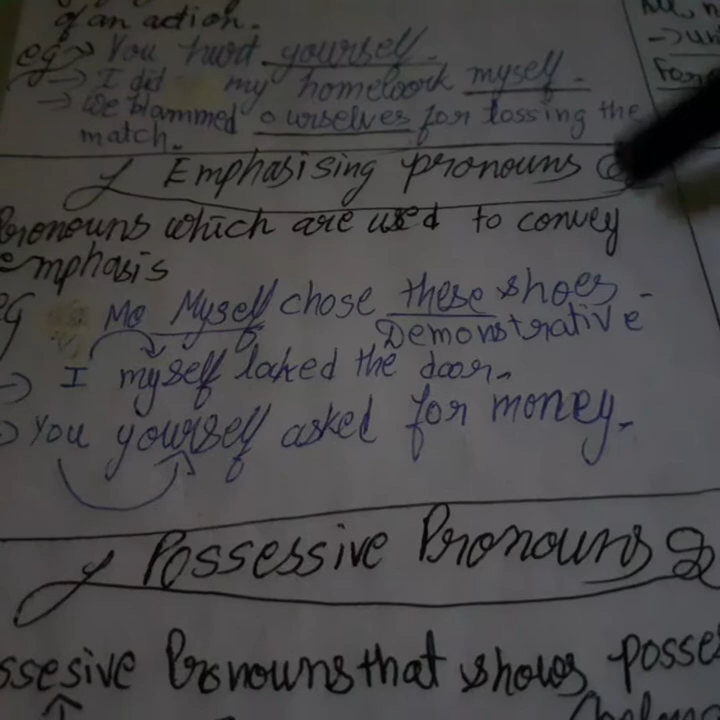 of an action.
eg → You hurt yourself.
→ I did my homework myself.
→ We blammed ourselves for lossing the
match.
Emphasising pronouns
Pronouns which are used to convey
emphasis
eg Me Myself chose these shoes -
Demonstrative
→ I myself locked the door.
→ You yourself asked for money.
Possessive Pronouns
ssesive Pronouns that shows posses